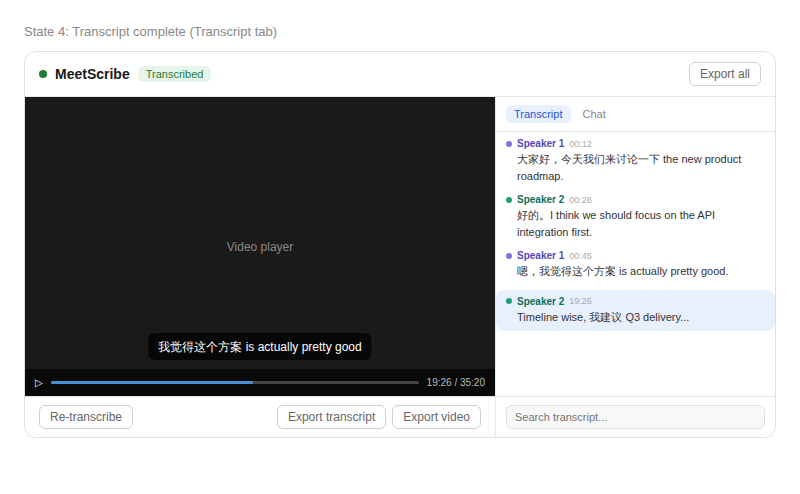 State 4: Transcript complete (Transcript tab)
MeetScribe
Transcribed
Export all
Video player
我觉得这个方案 is actually pretty good
19:26 / 35:20
Re-transcribe
Export transcript
Export video
Transcript
Chat
Speaker 1 00:12
大家好，今天我们来讨论一下 the new product
roadmap.
Speaker 2 00:28
好的。I think we should focus on the API
integration first.
Speaker 1 00:45
嗯，我觉得这个方案 is actually pretty good.
Speaker 2 19:26
Timeline wise, 我建议 Q3 delivery...
Search transcript...